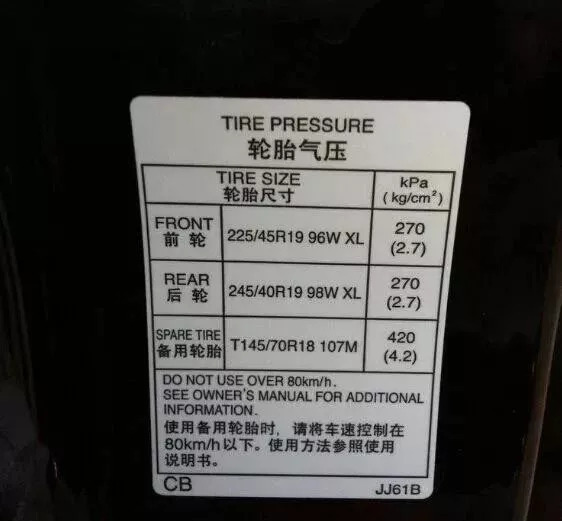 TIRE PRESSURE
轮胎气压
TIRE SIZE
轮胎尺寸
kPa
(kg/cm²)
FRONT
前 轮
225/45R19 96W XL
270
(2.7)
REAR
后 轮
245/40R19 98W XL
270
(2.7)
SPARE TIRE
备用轮胎
T145/70R18 107M
420
(4.2)
DO NOT USE OVER 80km/h.
SEE OWNER'S MANUAL FOR ADDITIONAL
INFORMATION.
使用备用轮胎时, 请将车速控制在
80km/h以下。使用方法参照使用
说明书。
CB
JJ61B